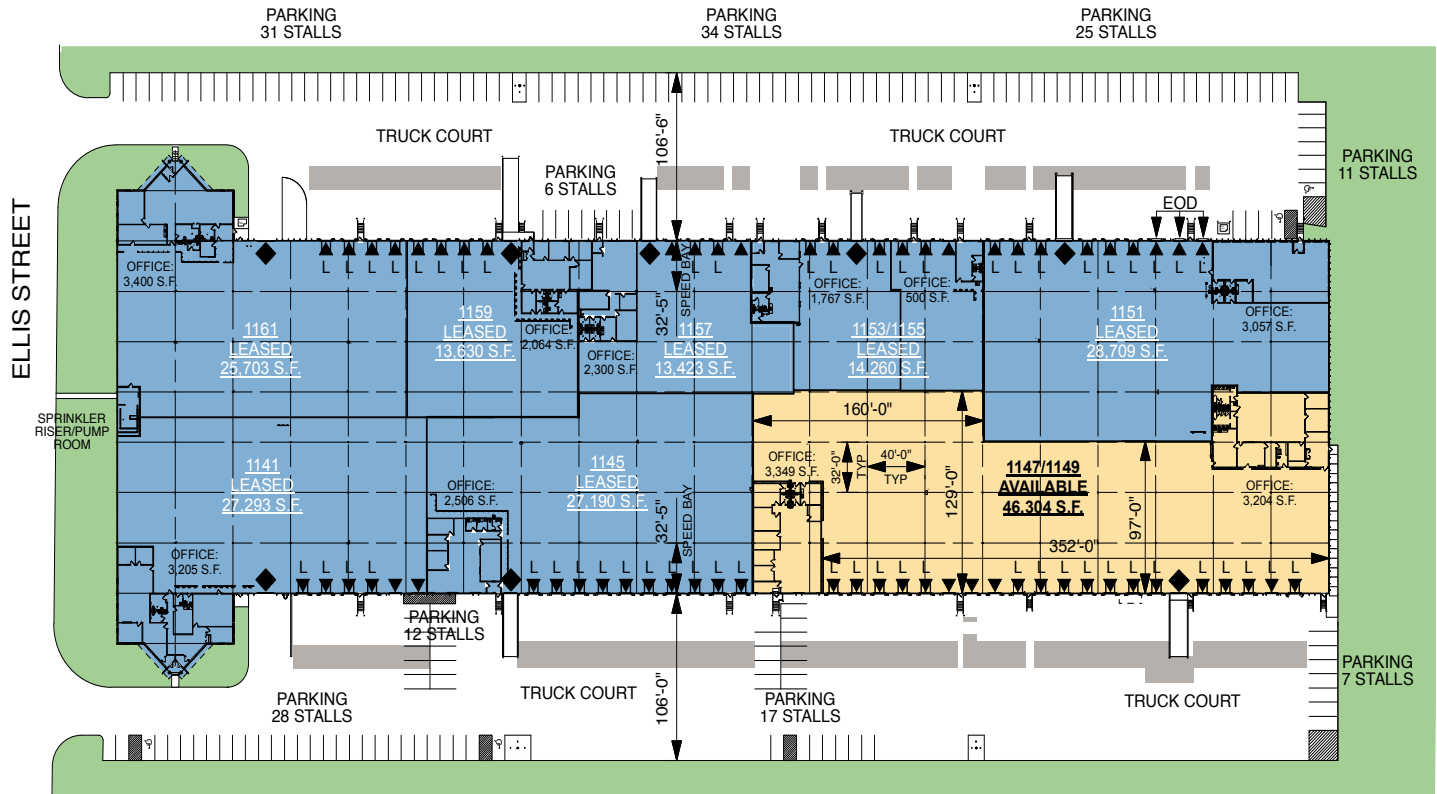 PARKING
31 STALLS
PARKING
34 STALLS
PARKING
25 STALLS
TRUCK COURT
106'-6"
TRUCK COURT
PARKING
6 STALLS
PARKING
11 STALLS
ELLIS STREET
EOD
L L L L L L
L L
L L L L
L L L L L L L L
OFFICE:
3,400 S.F.
1161
LEASED
25,703 S.F.
1159
LEASED
13,630 S.F.
OFFICE:
2,064 S.F.
OFFICE:
2,300 S.F.
32'-5"
SPEED BAY
1157
LEASED
13,423 S.F.
OFFICE:
1,767 S.F.
OFFICE:
500 S.F.
1153/1155
LEASED
14.260 S.F.
1151
LEASED
28,709 S.F.
OFFICE:
3,057 S.F.
SPRINKLER
RISER/PUMP
ROOM
1141
LEASED
27,293 S.F.
OFFICE:
3,205 S.F.
OFFICE:
2,506 S.F.
1145
LEASED
27,190 S.F.
32'-5"
SPEED BAY
160'-0"
OFFICE:
3,349 S.F.
32'-0"
TYP
40'-0"
TYP
129'-0"
1147/1149
AVAILABLE
46.304 S.F.
97'-0"
352'-0"
OFFICE:
3,204 S.F.
L L L L
L L L L L L L L L L
L L L L L
L L L L L L L
L L L L
PARKING
12 STALLS
PARKING
28 STALLS
TRUCK COURT
106'-0"
PARKING
17 STALLS
TRUCK COURT
PARKING
7 STALLS